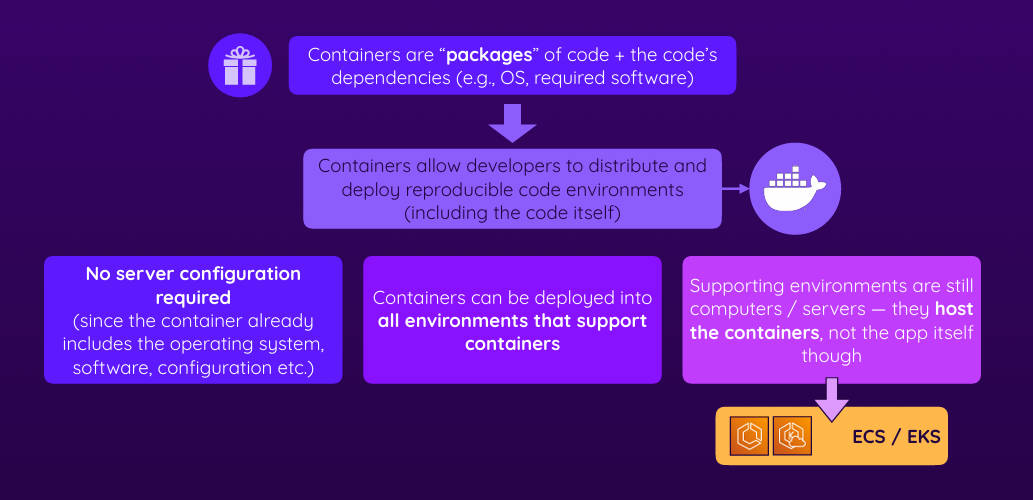 Containers are “packages” of code + the code’s
dependencies (e.g., OS, required software)
Containers allow developers to distribute and
deploy reproducible code environments
(including the code itself)
No server configuration
required
(since the container already
includes the operating system,
software, configuration etc.)
Containers can be deployed into
all environments that support
containers
Supporting environments are still
computers / servers — they host
the containers, not the app itself
though
ECS / EKS